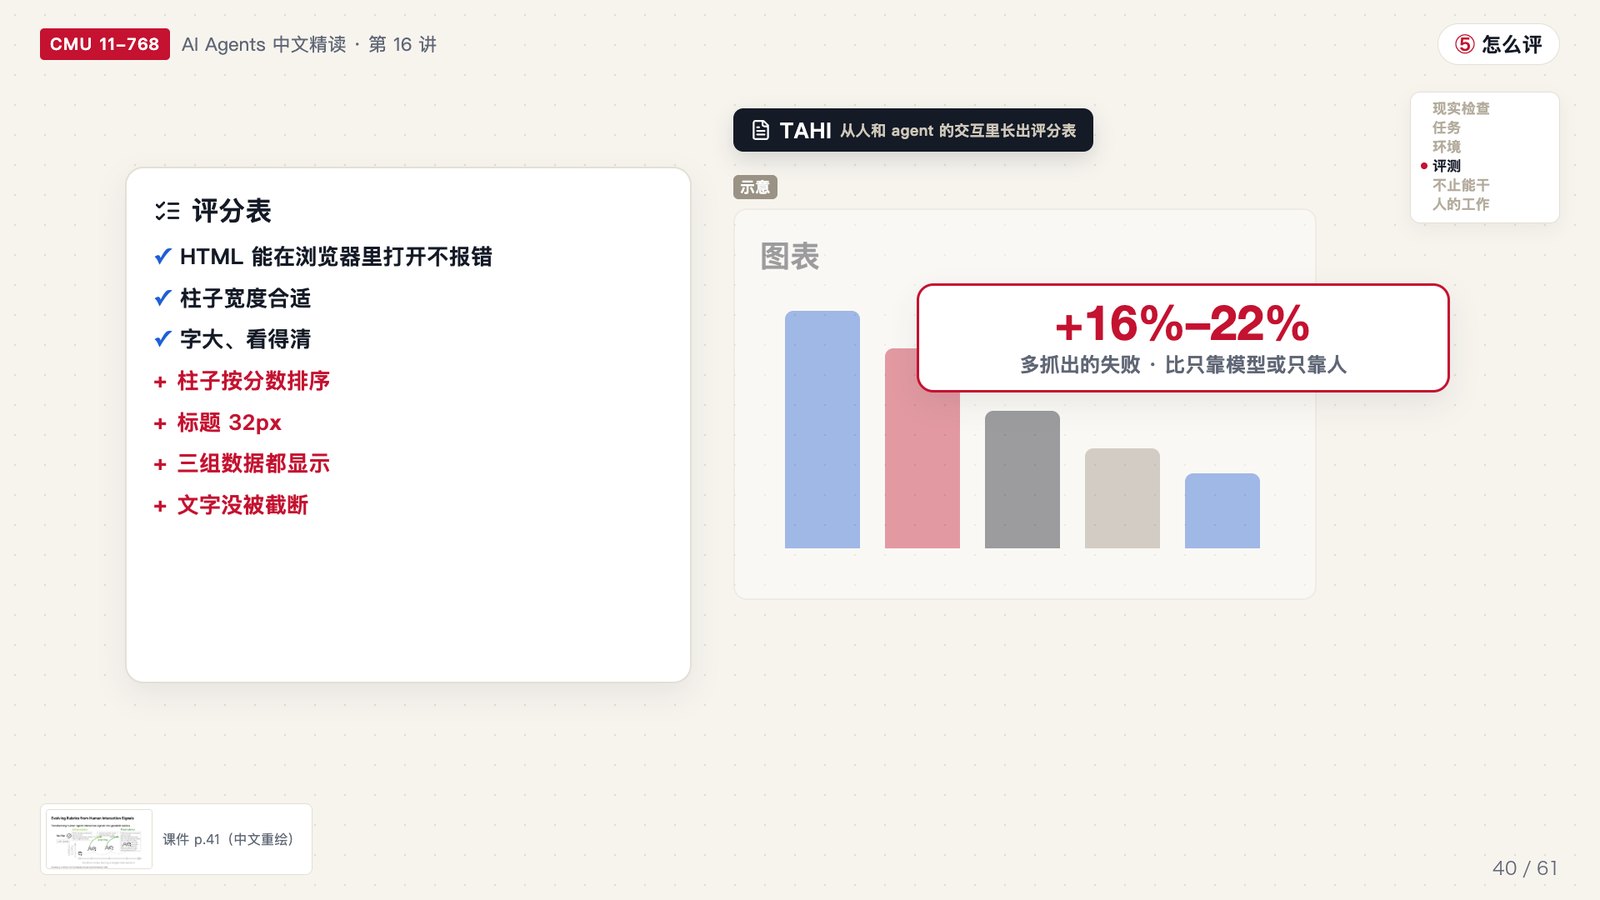 CMU 11-768 AI Agents 中文精读 · 第 16 讲
⑤ 怎么评
现实检查
任务
环境
评测
不止能干
人的工作
TAHI 从人和 agent 的交互里长出评分表
示意
评分表
✓ HTML 能在浏览器里打开不报错
✓ 柱子宽度合适
✓ 字大、看得清
+ 柱子按分数排序
+ 标题 32px
+ 三组数据都显示
+ 文字没被截断
图表
+16%–22%
多抓出的失败 · 比只靠模型或只靠人
Evolving Rubrics from Human Interaction Signals
课件 p.41（中文重绘）
40 / 61